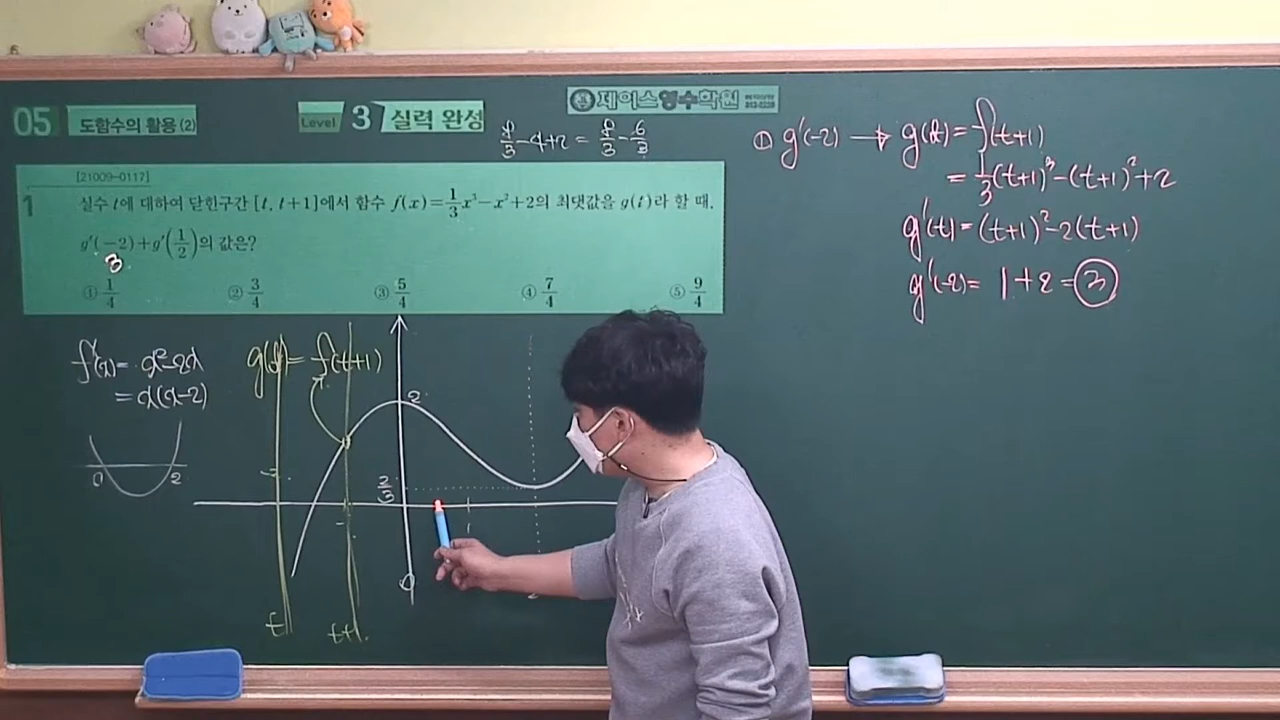 05 도함수의 활용 (2)
Level 3 실력 완성
제이스영수학원
8/3-4+2 = 8/3-6/3
[21009-0117]
1 실수 t에 대하여 닫힌구간 [t, t+1]에서 함수 f(x)=1/3x³-x²+2의 최댓값을 g(t)라 할 때,
g′(-2)+g′(1/2)의 값은?
3
① 1/4 ② 3/4 ③ 5/4 ④ 7/4 ⑤ 9/4
f′(x)= x²-2x
= x(x-2)
0 2
g(t)= f(t+1)
2
2/3
-2
-1
0
t
t+1
① g′(-2) → g(t)= f(t+1)
= 1/3(t+1)³-(t+1)²+2
g′(t)= (t+1)²-2(t+1)
g′(-2)= 1+2=③